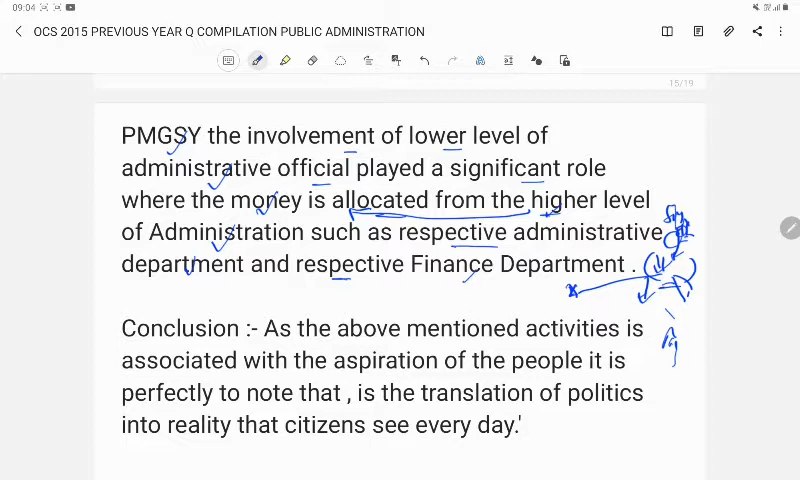 09:04
OCS 2015 PREVIOUS YEAR Q COMPILATION PUBLIC ADMINISTRATION
15/19
PMGSY the involvement of lower level of
administrative official played a significant role
where the money is allocated from the higher level
of Administration such as respective administrative
department and respective Finance Department .
Conclusion :- As the above mentioned activities is
associated with the aspiration of the people it is
perfectly to note that , is the translation of politics
into reality that citizens see every day.'